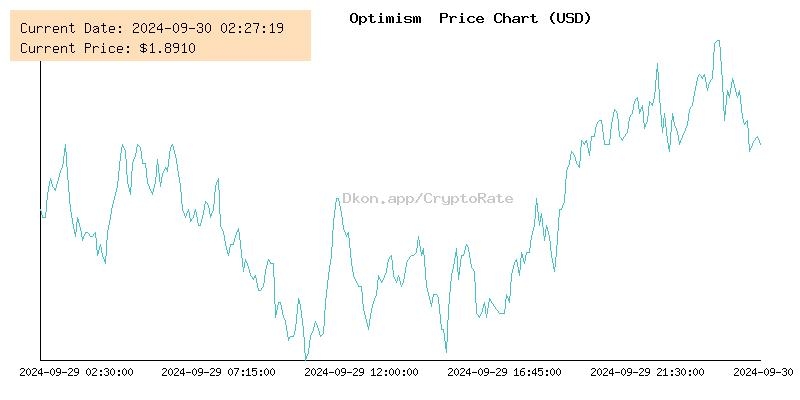 Optimism  Price Chart (USD)
Current Date: 2024-09-30 02:27:19
Current Price: $1.8910
Dkon.app/CryptoRate
2024-09-29 02:30:00 2024-09-29 07:15:00 2024-09-29 12:00:00 2024-09-29 16:45:00 2024-09-29 21:30:00 2024-09-30